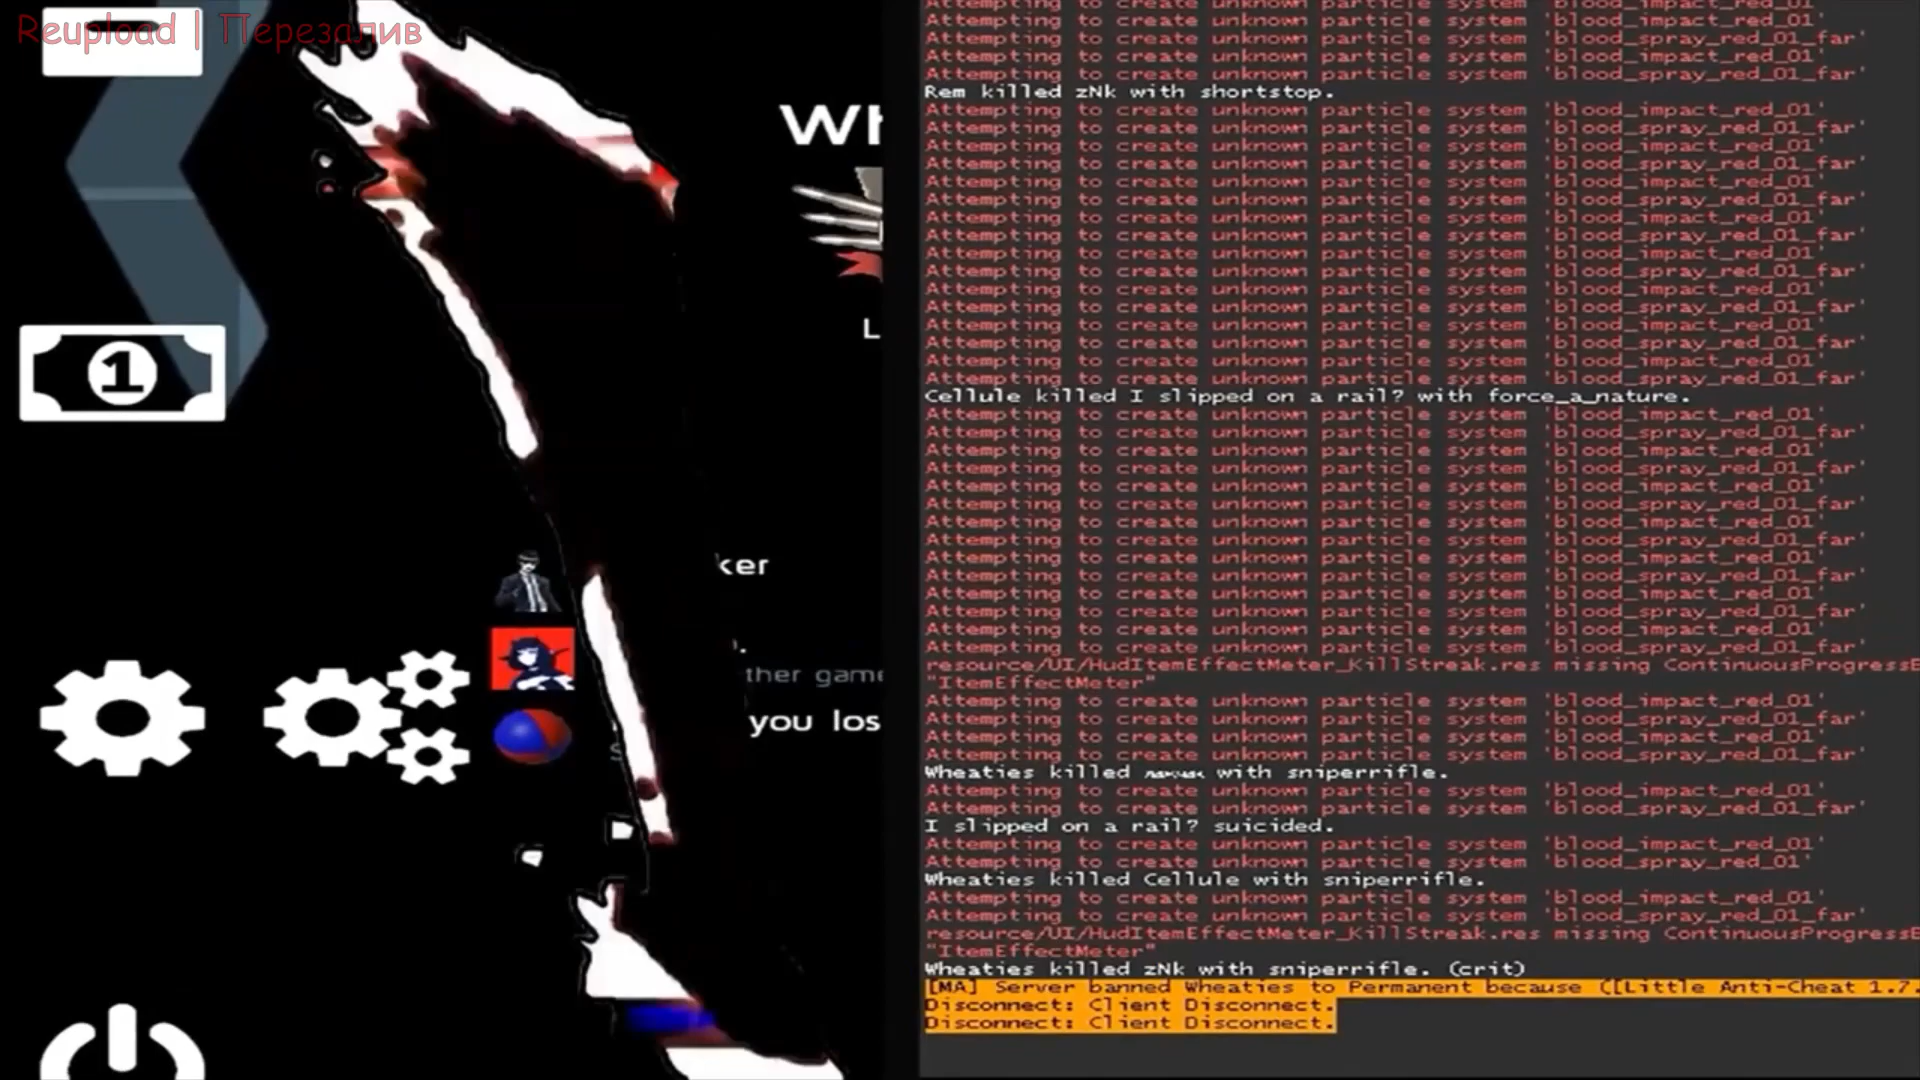 Reupload | Перезалив
1
ker
ther game
you los
Attempting to create unknown particle system 'blood_impact_red_01'
Attempting to create unknown particle system 'blood_impact_red_01'
Attempting to create unknown particle system 'blood_spray_red_01_far'
Attempting to create unknown particle system 'blood_impact_red_01'
Attempting to create unknown particle system 'blood_spray_red_01_far'
Rem killed zNk with shortstop.
Attempting to create unknown particle system 'blood_impact_red_01'
Attempting to create unknown particle system 'blood_spray_red_01_far'
Attempting to create unknown particle system 'blood_impact_red_01'
Attempting to create unknown particle system 'blood_spray_red_01_far'
Attempting to create unknown particle system 'blood_impact_red_01'
Attempting to create unknown particle system 'blood_spray_red_01_far'
Attempting to create unknown particle system 'blood_impact_red_01'
Attempting to create unknown particle system 'blood_spray_red_01_far'
Attempting to create unknown particle system 'blood_impact_red_01'
Attempting to create unknown particle system 'blood_spray_red_01_far'
Attempting to create unknown particle system 'blood_impact_red_01'
Attempting to create unknown particle system 'blood_spray_red_01_far'
Attempting to create unknown particle system 'blood_impact_red_01'
Attempting to create unknown particle system 'blood_spray_red_01_far'
Attempting to create unknown particle system 'blood_impact_red_01'
Attempting to create unknown particle system 'blood_spray_red_01_far'
Cellule killed I slipped on a rail? with force_a_nature.
Attempting to create unknown particle system 'blood_impact_red_01'
Attempting to create unknown particle system 'blood_spray_red_01_far'
Attempting to create unknown particle system 'blood_impact_red_01'
Attempting to create unknown particle system 'blood_spray_red_01_far'
Attempting to create unknown particle system 'blood_impact_red_01'
Attempting to create unknown particle system 'blood_spray_red_01_far'
Attempting to create unknown particle system 'blood_impact_red_01'
Attempting to create unknown particle system 'blood_spray_red_01_far'
Attempting to create unknown particle system 'blood_impact_red_01'
Attempting to create unknown particle system 'blood_spray_red_01_far'
Attempting to create unknown particle system 'blood_impact_red_01'
Attempting to create unknown particle system 'blood_spray_red_01_far'
Attempting to create unknown particle system 'blood_impact_red_01'
Attempting to create unknown particle system 'blood_spray_red_01_far'
resource/UI/HudItemEffectMeter_KillStreak.res missing ContinuousProgressB
"ItemEffectMeter"
Attempting to create unknown particle system 'blood_impact_red_01'
Attempting to create unknown particle system 'blood_spray_red_01_far'
Attempting to create unknown particle system 'blood_impact_red_01'
Attempting to create unknown particle system 'blood_spray_red_01_far'
Wheaties killed with sniperrifle.
Attempting to create unknown particle system 'blood_impact_red_01'
Attempting to create unknown particle system 'blood_spray_red_01_far'
I slipped on a rail? suicided.
Attempting to create unknown particle system 'blood_impact_red_01'
Attempting to create unknown particle system 'blood_spray_red_01'
Wheaties killed Cellule with sniperrifle.
Attempting to create unknown particle system 'blood_impact_red_01'
Attempting to create unknown particle system 'blood_spray_red_01_far'
resource/UI/HudItemEffectMeter_KillStreak.res missing ContinuousProgressB
"ItemEffectMeter"
Wheaties killed zNk with sniperrifle. (crit)
[MA] Server banned Wheaties to Permanent because ([Little Anti-Cheat 1.7.
Disconnect: Client Disconnect.
Disconnect: Client Disconnect.